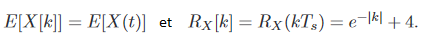 E[X[k]] = E[X(t)] et R_X[k] = R_X(kT_s) = e^{-|k|} + 4.